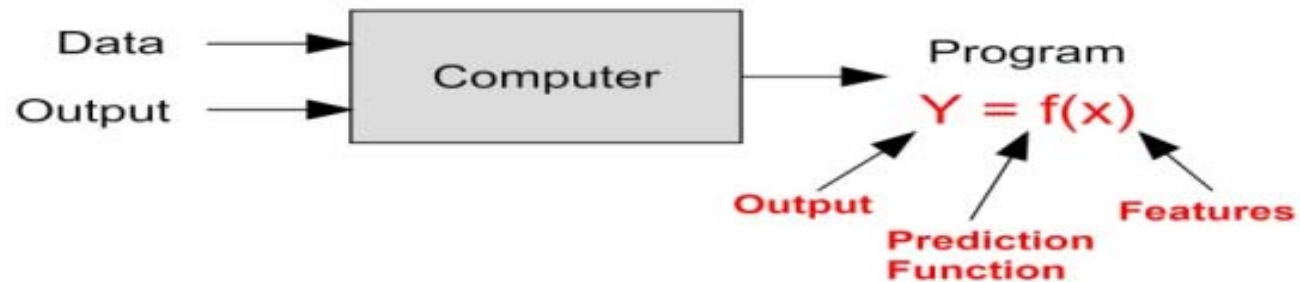 Data
Output
Computer
Program
Y = f(x)
Output
Prediction
Function
Features